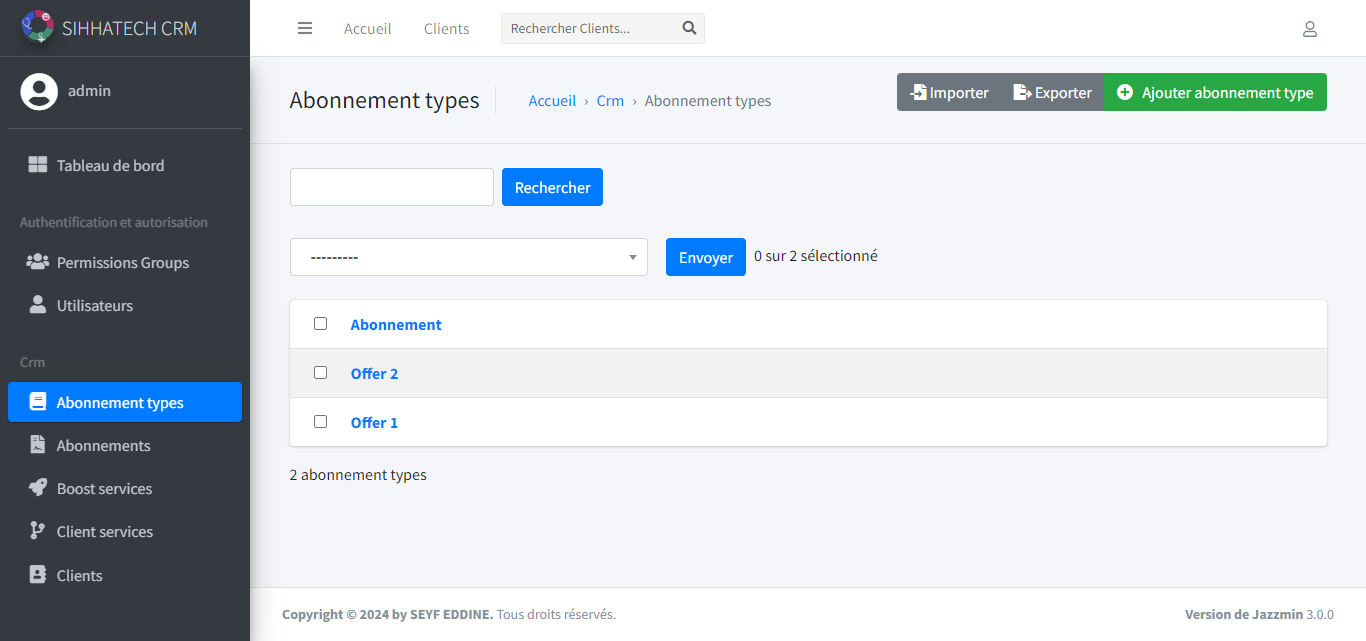 SIHHATECH CRM
Accueil
Clients
Rechercher Clients...
admin
Abonnement types
Accueil › Crm › Abonnement types
Importer
Exporter
Ajouter abonnement type
Tableau de bord
Rechercher
Authentification et autorisation
Permissions Groups
Utilisateurs
---------
Envoyer
0 sur 2 sélectionné
Abonnement
Offer 2
Offer 1
2 abonnement types
Crm
Abonnement types
Abonnements
Boost services
Client services
Clients
Copyright © 2024 by SEYF EDDINE. Tous droits réservés.
Version de Jazzmin 3.0.0